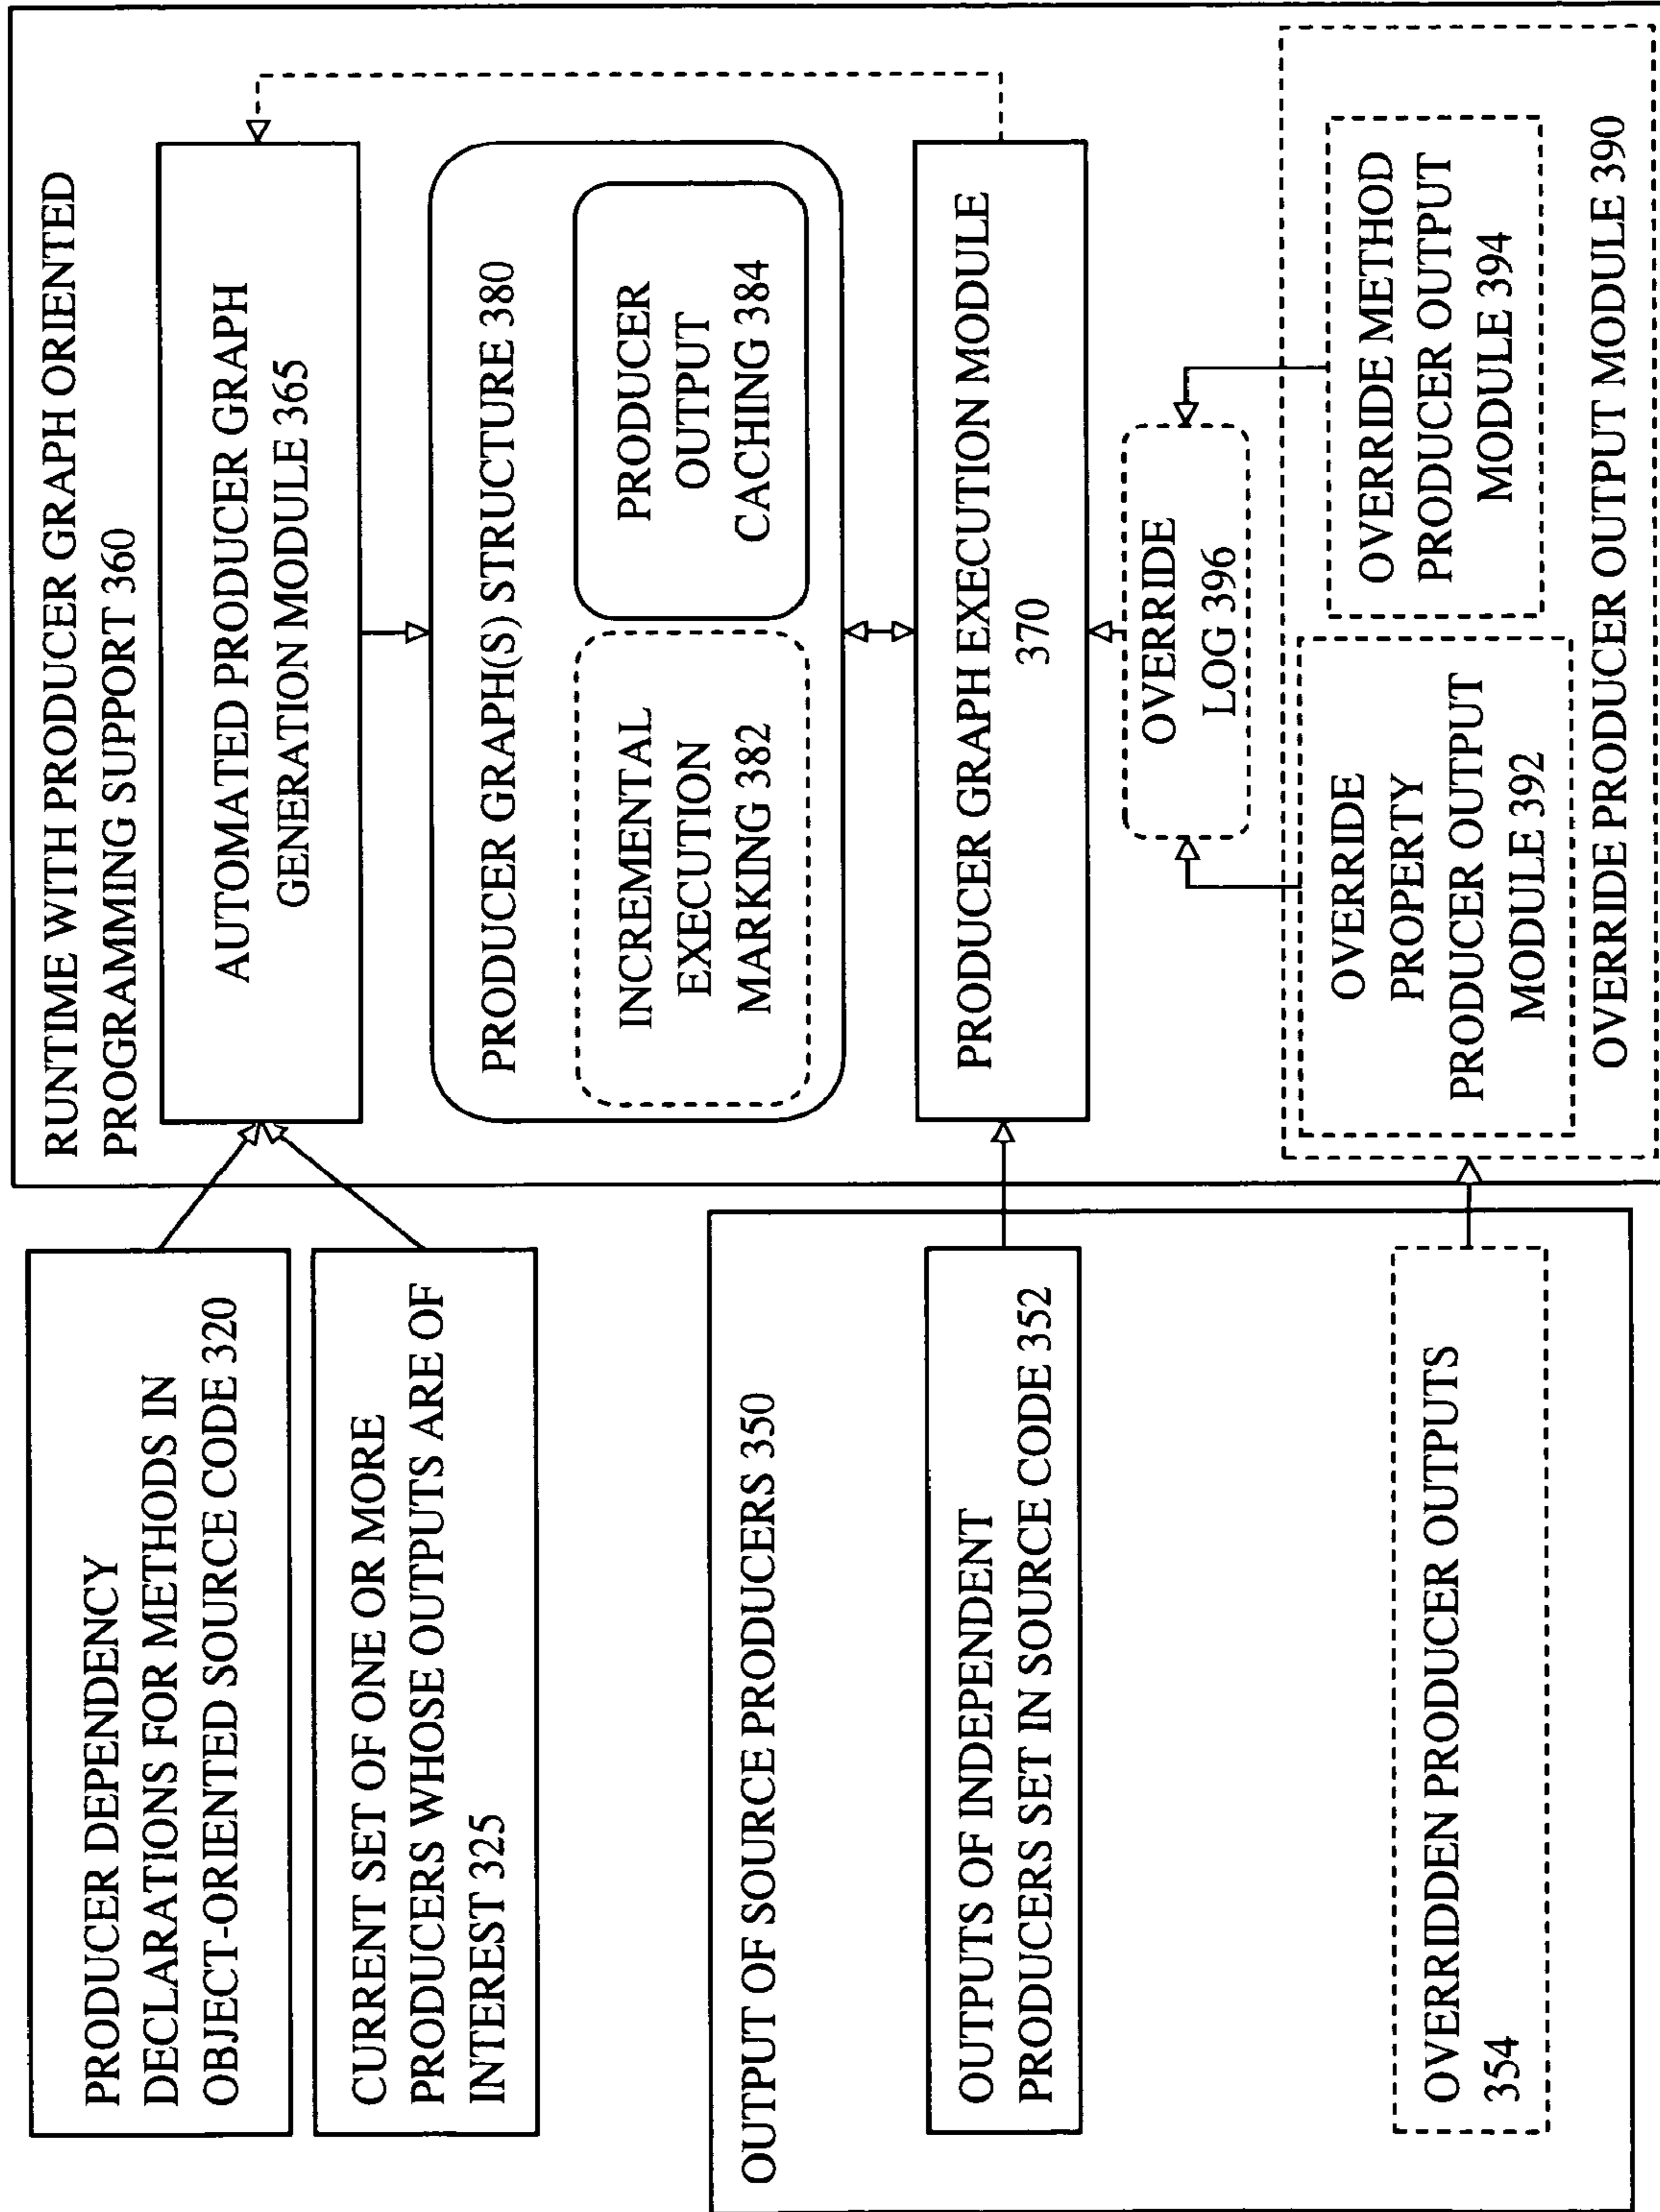 PRODUCER DEPENDENCY
DECLARATIONS FOR METHODS IN
OBJECT-ORIENTED SOURCE CODE 320
CURRENT SET OF ONE OR MORE
PRODUCERS WHOSE OUTPUTS ARE OF
INTEREST 325
OUTPUT OF SOURCE PRODUCERS 350
OUTPUTS OF INDEPENDENT
PRODUCERS SET IN SOURCE CODE 352
OVERRIDDEN PRODUCER OUTPUTS
354
RUNTIME WITH PRODUCER GRAPH ORIENTED
PROGRAMMING SUPPORT 360
AUTOMATED PRODUCER GRAPH
GENERATION MODULE 365
PRODUCER GRAPH(S) STRUCTURE 380
INCREMENTAL
EXECUTION
MARKING 382
PRODUCER
OUTPUT
CACHING 384
PRODUCER GRAPH EXECUTION MODULE
370
OVERRIDE
LOG 396
OVERRIDE
PROPERTY
PRODUCER OUTPUT
MODULE 392
OVERRIDE METHOD
PRODUCER OUTPUT
MODULE 394
OVERRIDE PRODUCER OUTPUT MODULE 390